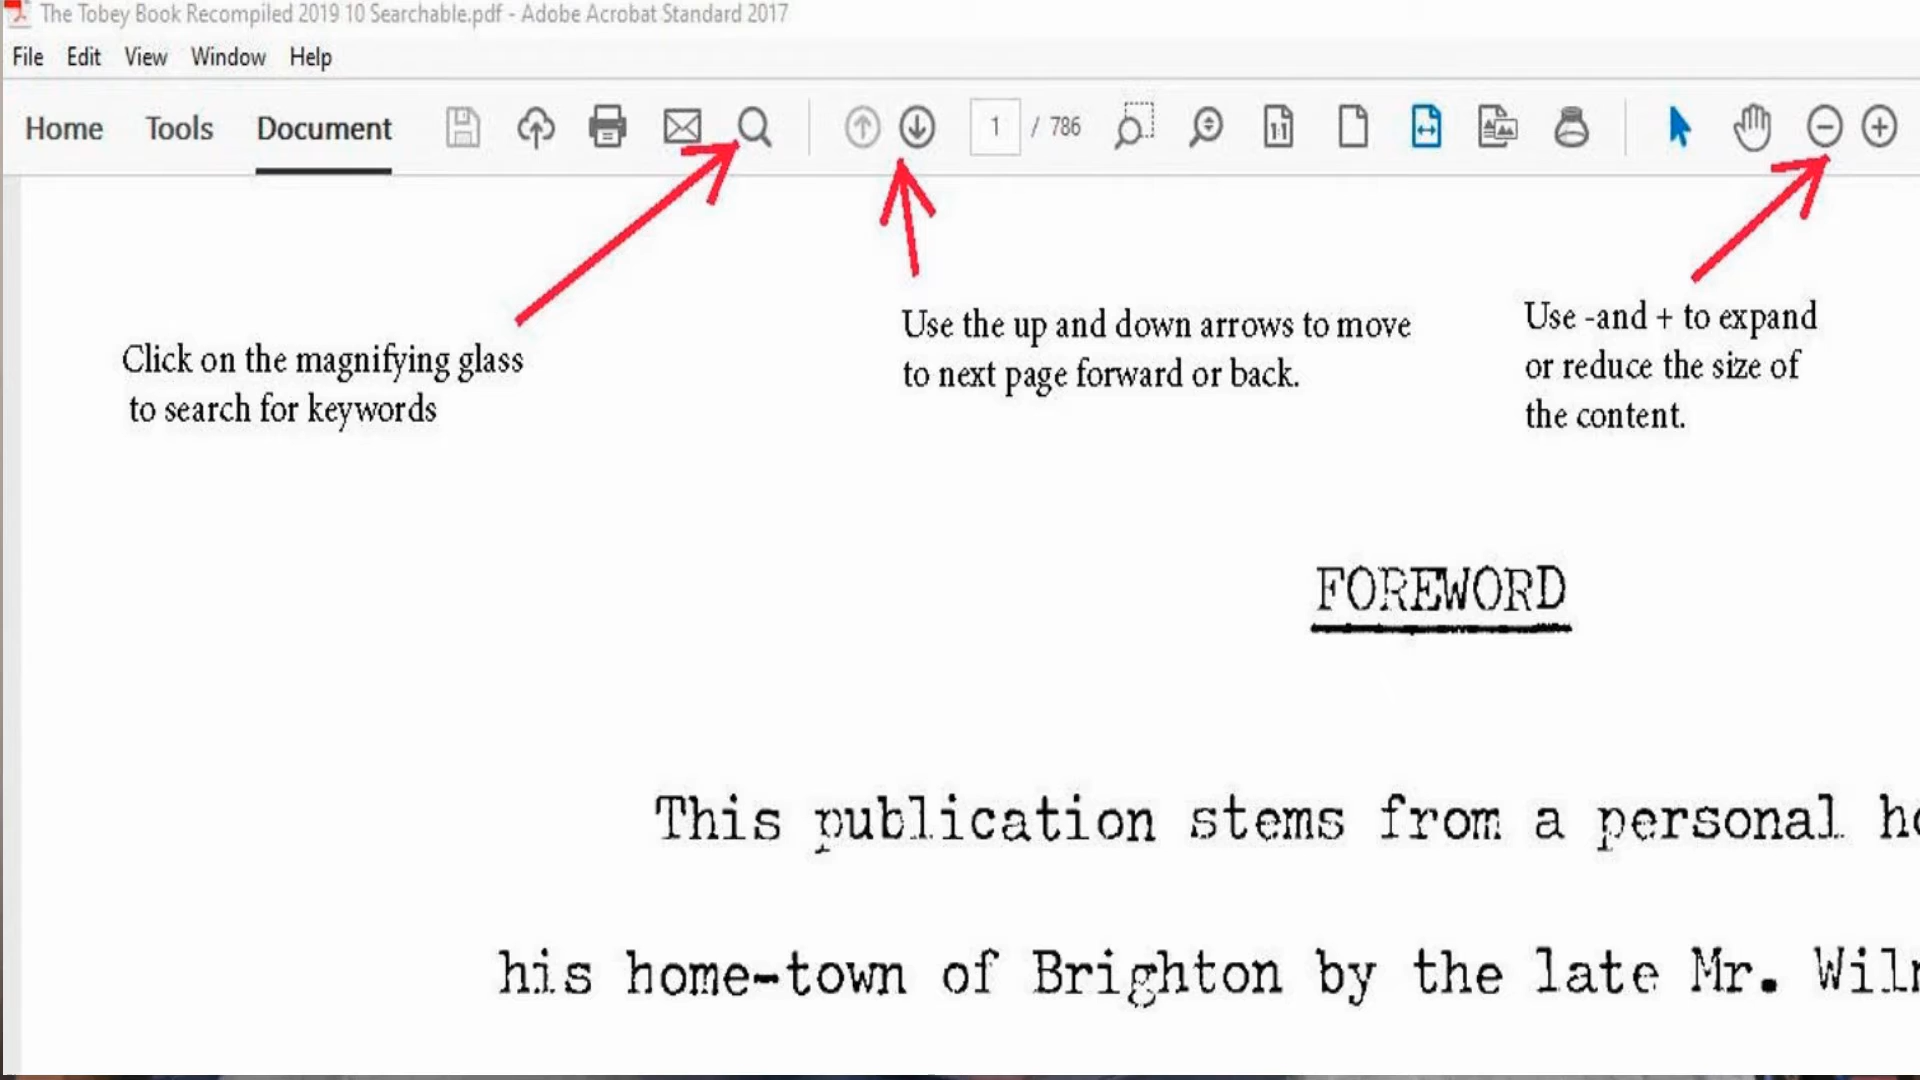 The Tobey Book Recompiled 2019 10 Searchable.pdf - Adobe Acrobat Standard 2017
File Edit View Window Help
Home Tools Document 1 / 786
Click on the magnifying glass
to search for keywords
Use the up and down arrows to move
to next page forward or back.
Use -and + to expand
or reduce the size of
the content.
FOREWORD
This publication stems from a personal
his home-town of Brighton by the late Mr.